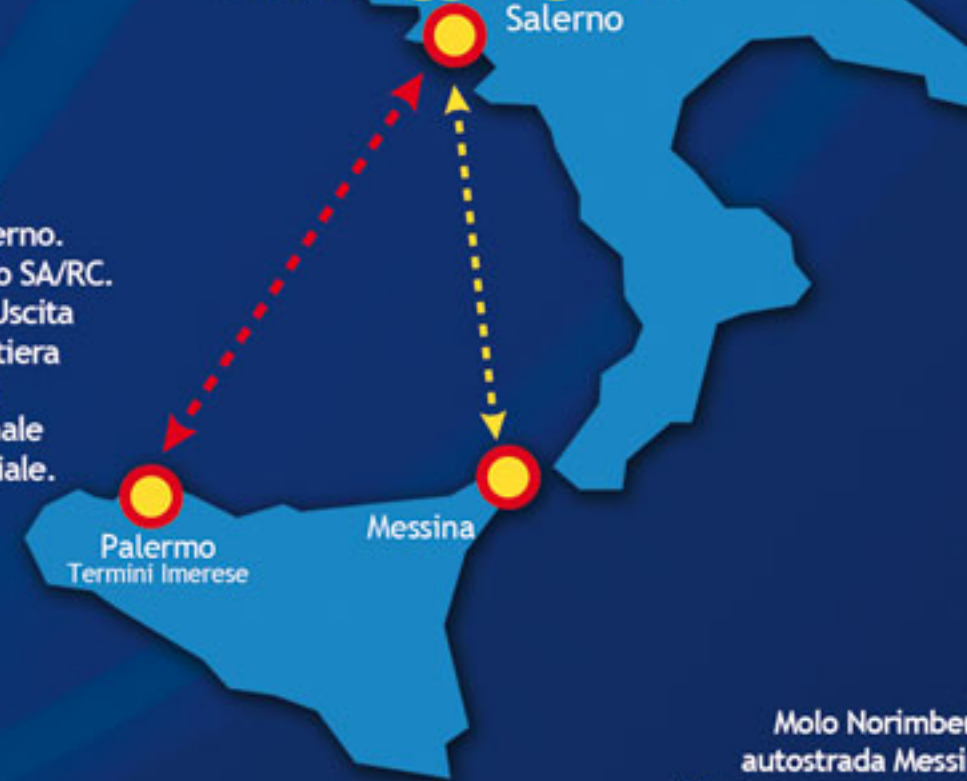 Salerno
erno.
o SA/RC.
Uscita
tiera
ale
iale.
Palermo
Termini Imerese
Messina
Molo Norimber
autostrada Messi